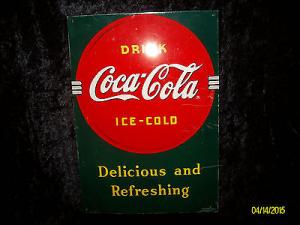 DRINK
Coca-Cola
ICE-COLD
Delicious and
Refreshing
04/14/2015